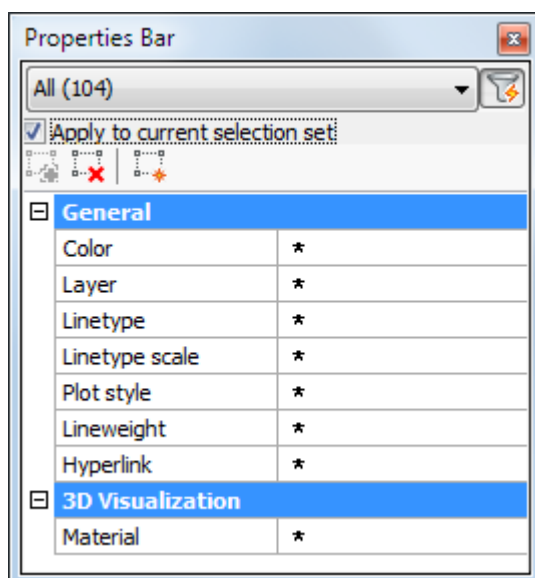 Properties Bar
All (104)
Apply to current selection set
General
Color *
Layer *
Linetype *
Linetype scale *
Plot style *
Lineweight *
Hyperlink *
3D Visualization
Material *